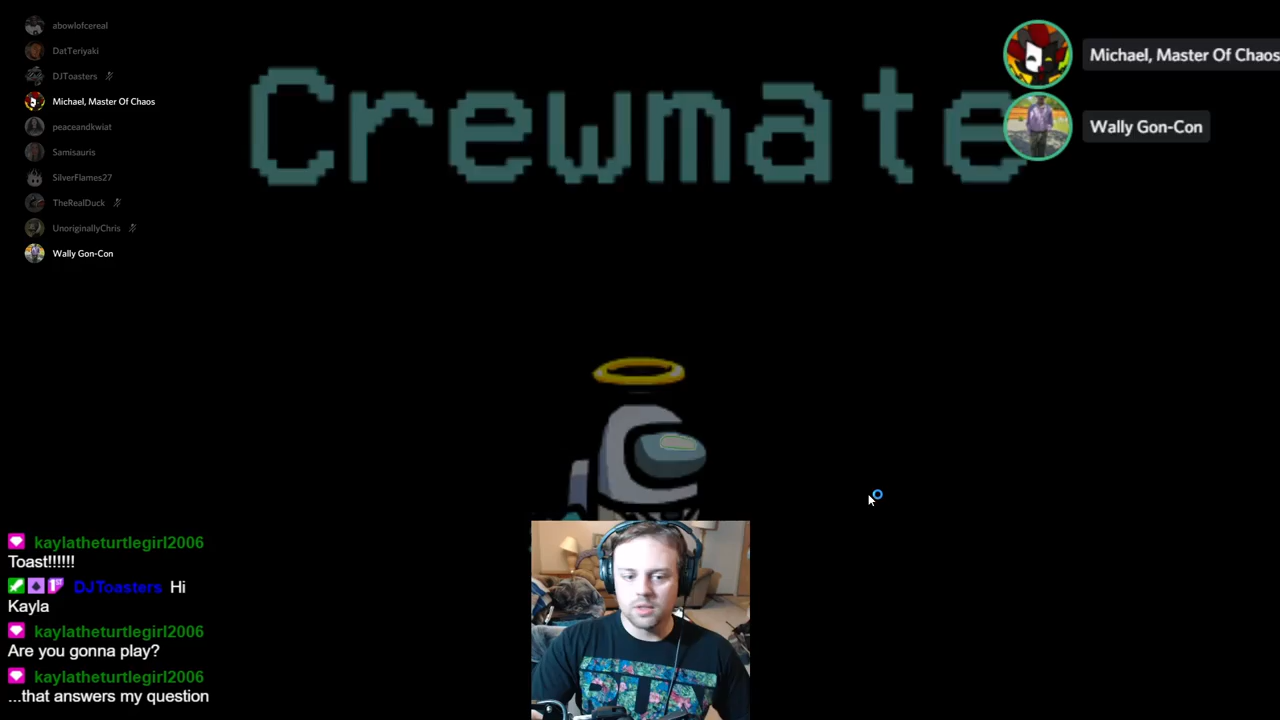 abowlofcereal
DatTeriyaki
DJToasters
Michael, Master Of Chaos
peaceandkwiat
Samisauris
SilverFlames27
TheRealDuck
UnoriginallyChris
Wally Gon-Con
Crewmate
Michael, Master Of Chaos
Wally Gon-Con
kaylatheturtlegirl2006
Toast!!!!!!
1st DJToasters Hi
Kayla
kaylatheturtlegirl2006
Are you gonna play?
kaylatheturtlegirl2006
...that answers my question